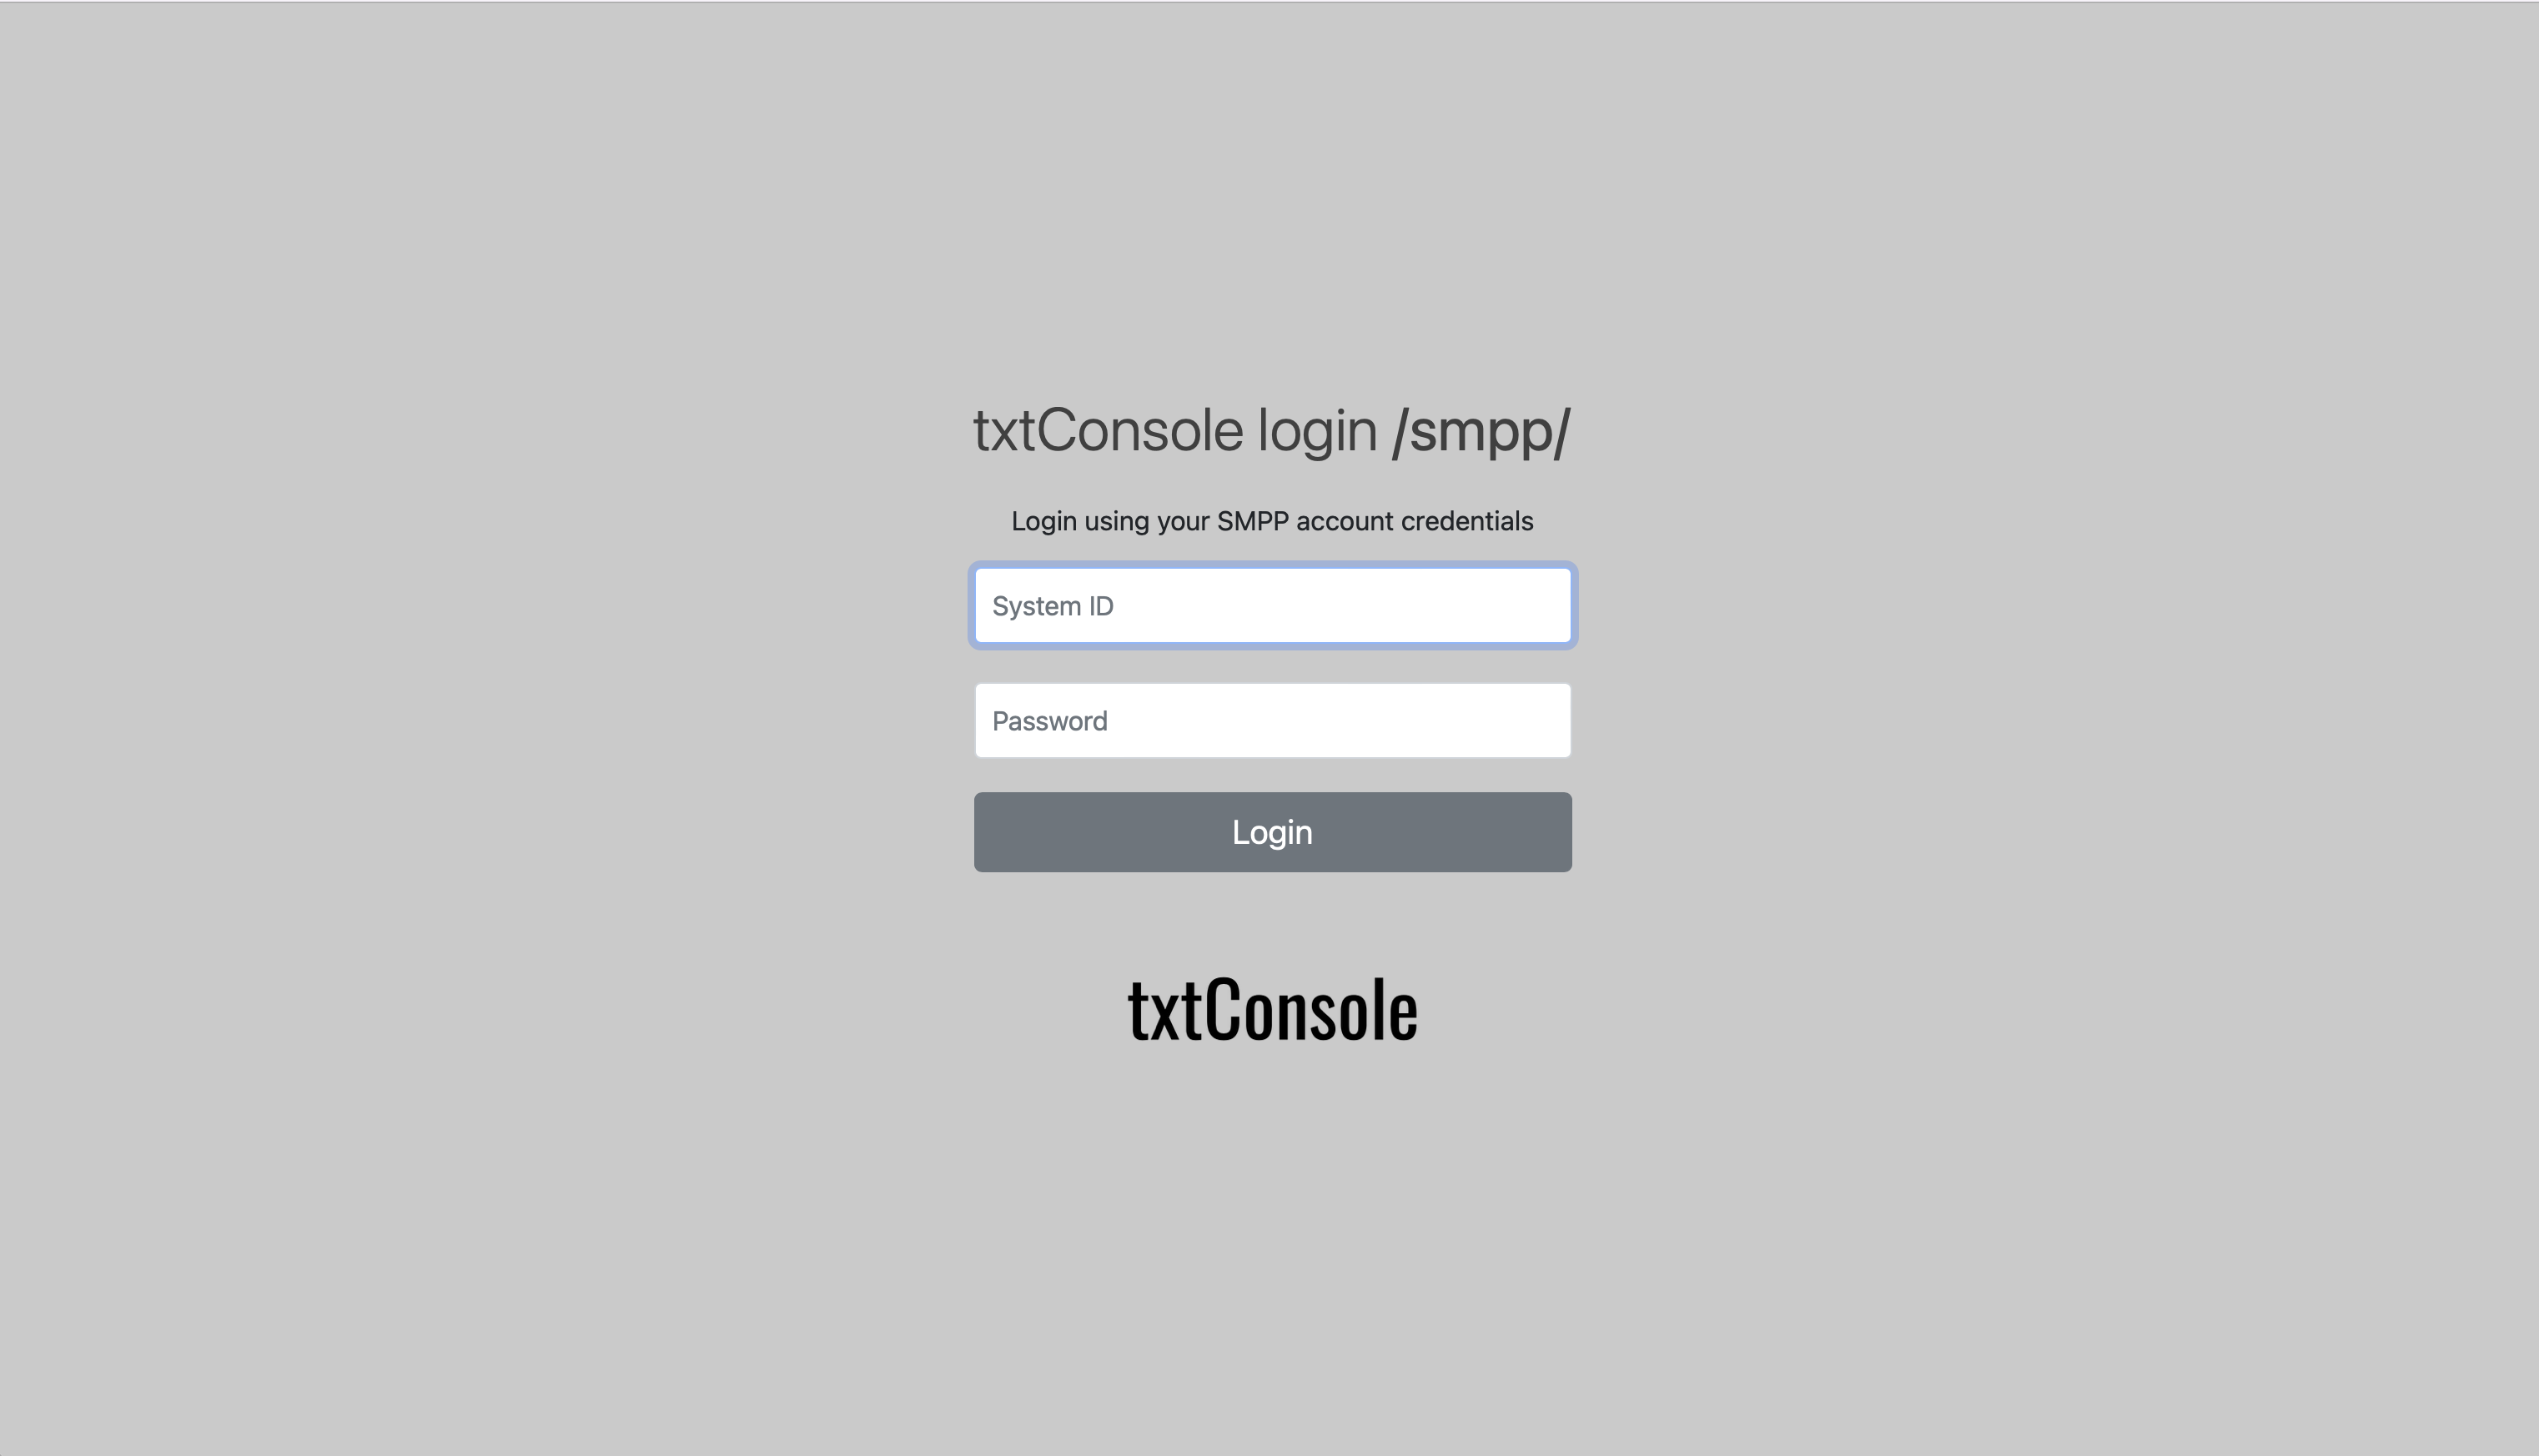 txtConsole login /smpp/
Login using your SMPP account credentials
System ID
Password
Login
txtConsole